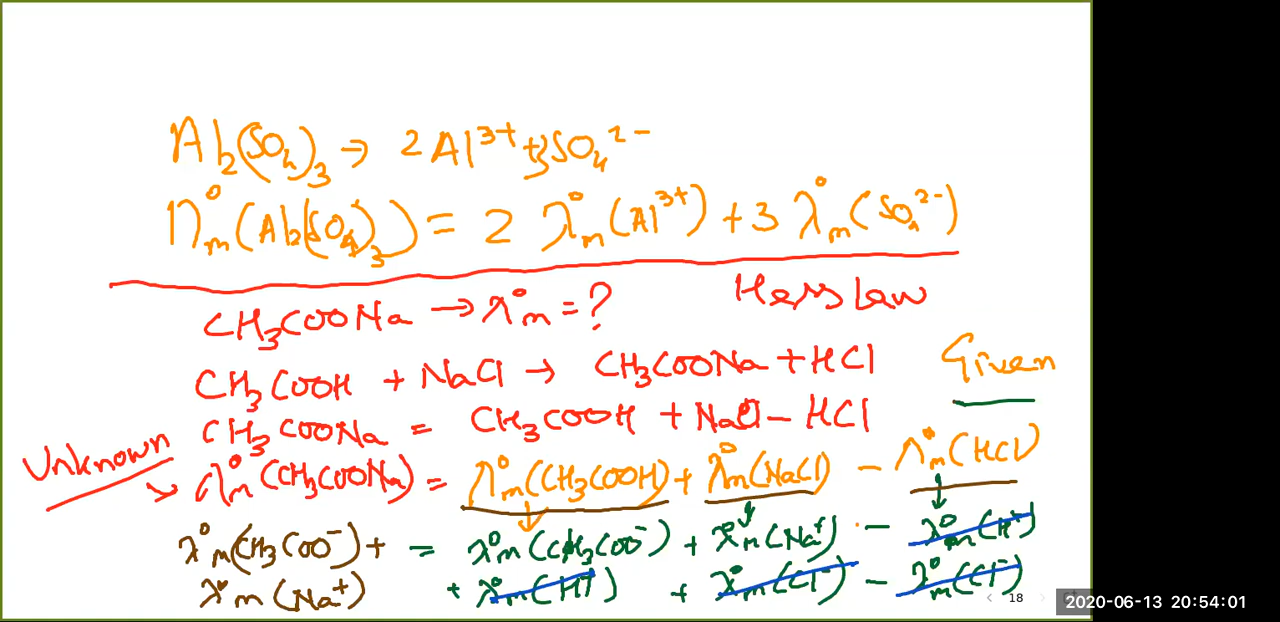 Al₂(SO₄)₃ → 2Al³⁺ + 3SO₄²⁻
Λ°m(Al₂(SO₄)₃) = 2 λ°m(Al³⁺) + 3 λ°m(SO₄²⁻)
CH₃COONa → λ°m = ?
Hess Law
CH₃COOH + NaCl → CH₃COONa + HCl
Given
CH₃COONa = CH₃COOH + NaCl - HCl
Unknown
Λ°m(CH₃COONa) = Λ°m(CH₃COOH) + λ°m(NaCl) - Λ°m(HCl)
λ°m(CH₃COO⁻) + = λ°m(CH₃COO⁻) + λ°m(Na⁺) - λ°m(H⁺)
λ°m(Na⁺) + λ°m(H⁺) + λ°m(Cl⁻) - λ°m(Cl⁻)
18
2020-06-13 20:54:01